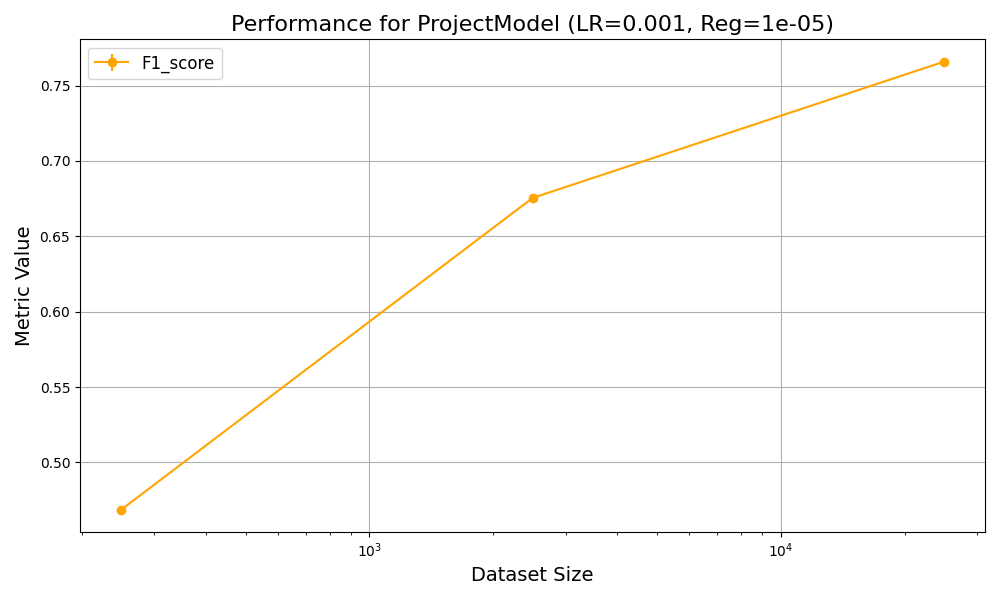 Performance for ProjectModel (LR=0.001, Reg=1e-05)
F1_score
Metric Value
0.75
0.70
0.65
0.60
0.55
0.50
10³ 10⁴
Dataset Size